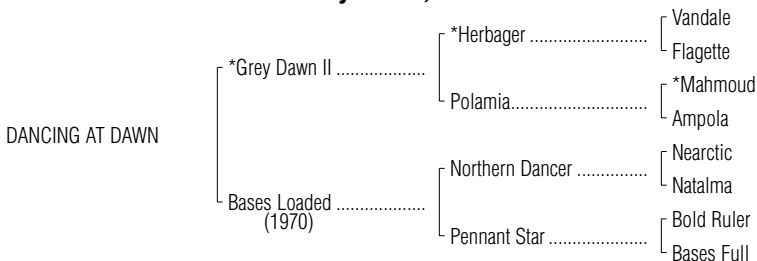 Vandale
*Herbager ........................
Flagette
*Grey Dawn II ...................
*Mahmoud
Polamia............................
Ampola
DANCING AT DAWN
Nearctic
Northern Dancer ..............
Natalma
Bases Loaded ...................
(1970)
Bold Ruler
Pennant Star ....................
Bases Full